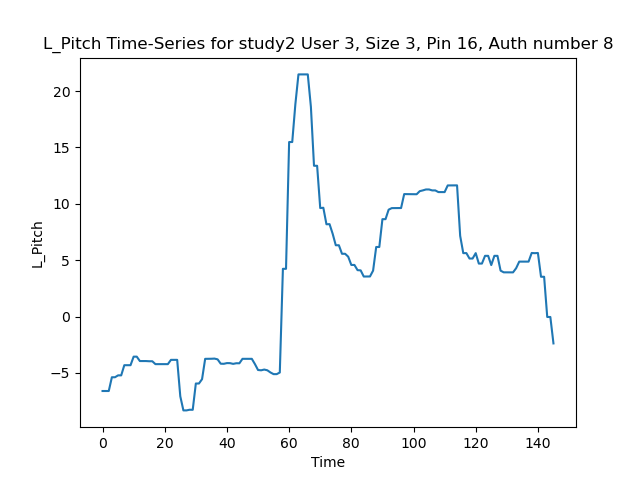 L_Pitch Time-Series for study2 User 3, Size 3, Pin 16, Auth number 8
20
15
10
5
0
−5
L_Pitch
0 20 40 60 80 100 120 140
Time